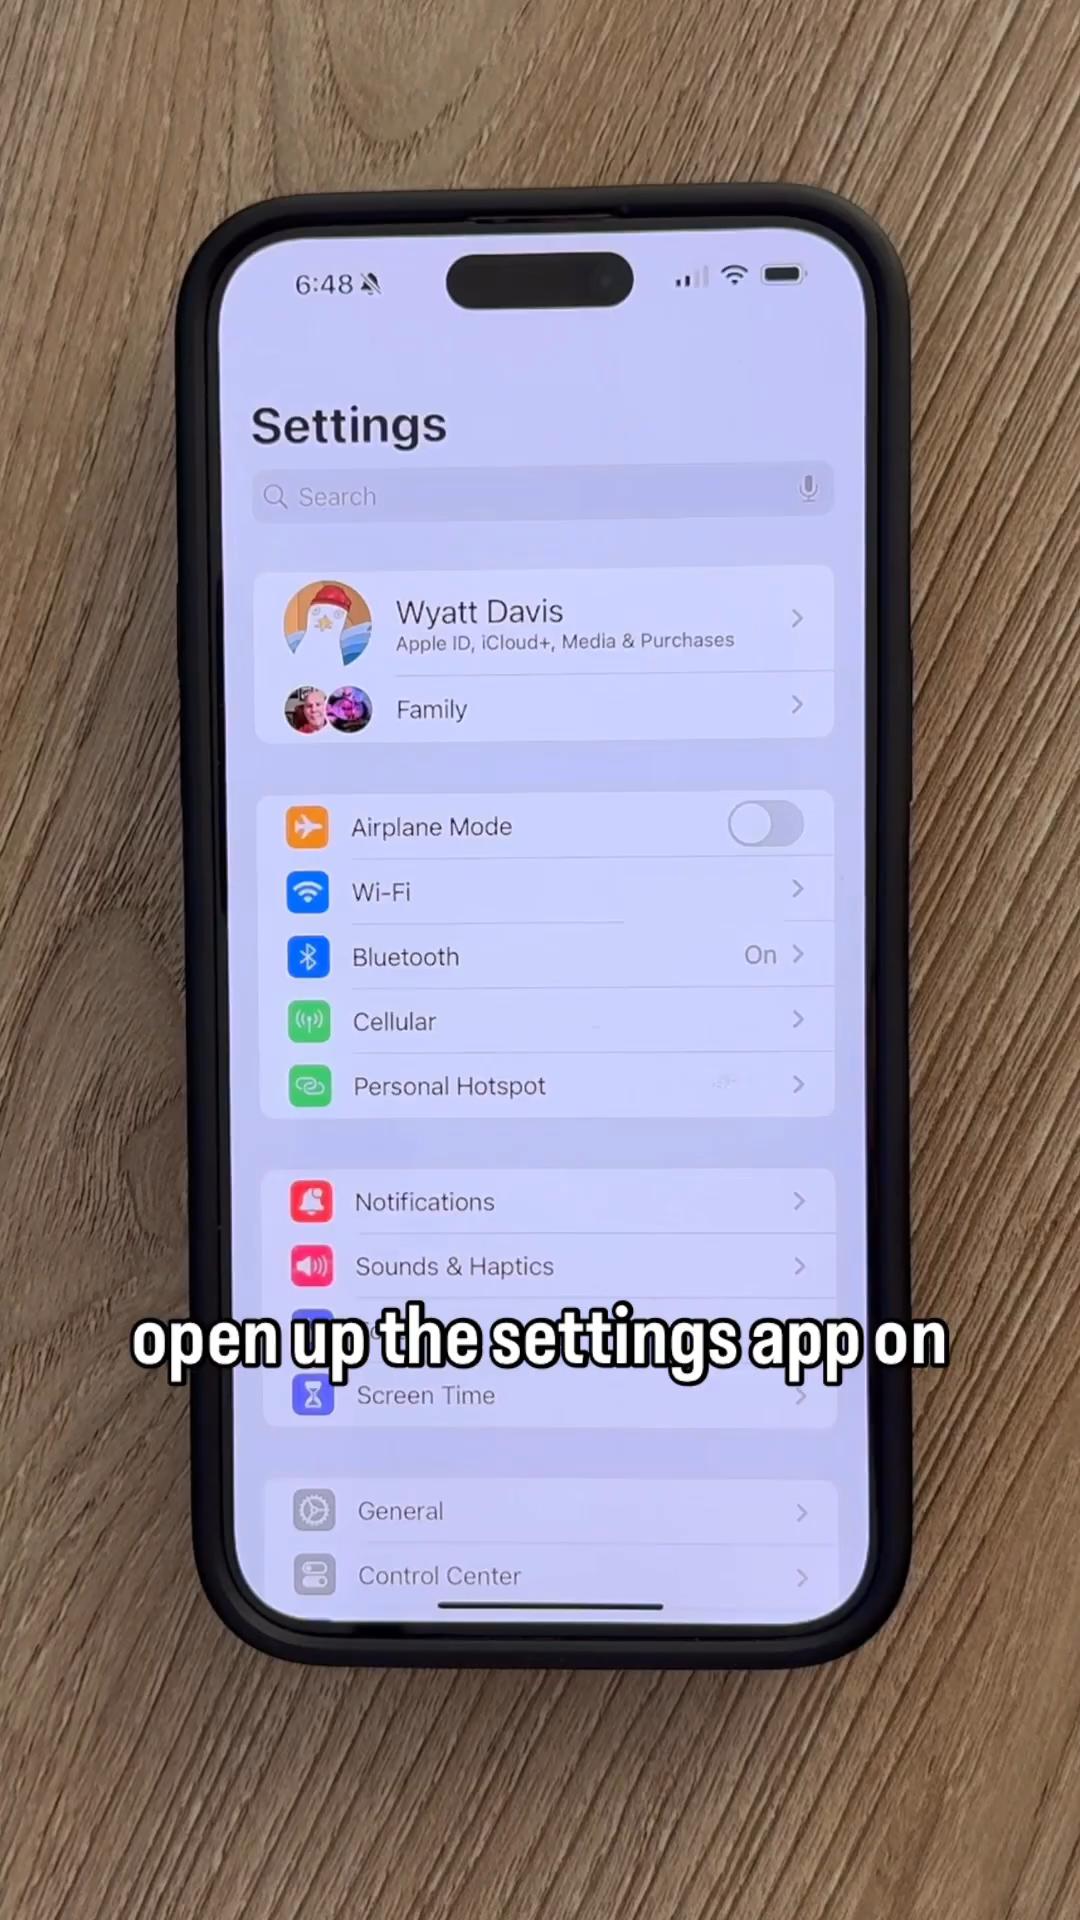 6:48
Settings
Search
Wyatt Davis
Apple ID, iCloud+, Media & Purchases
Family
Airplane Mode
Wi-Fi
Bluetooth On
Cellular
Personal Hotspot
Notifications
Sounds & Haptics
open up the settings app on
Screen Time
General
Control Center